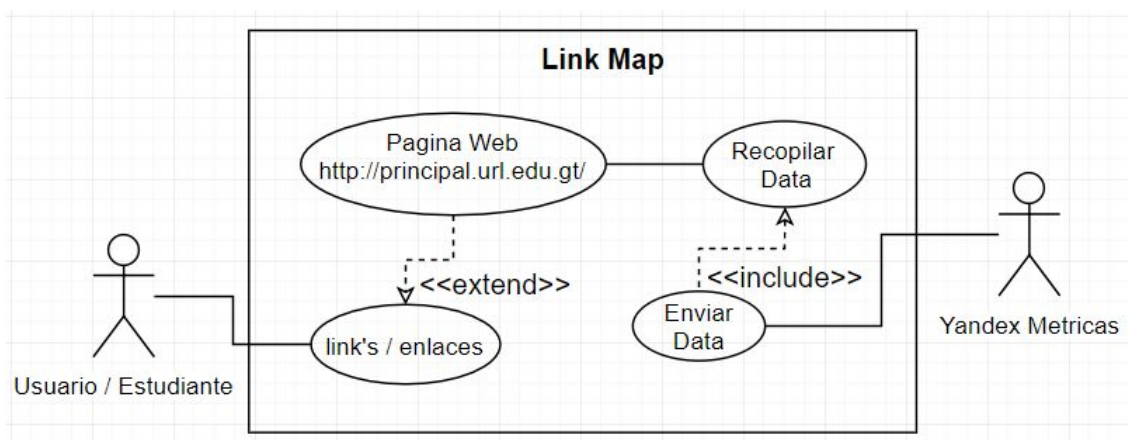 Link Map
Pagina Web
http://principal.url.edu.gt/
Recopilar
Data
<<extend>>
<<include>>
link's / enlaces
Enviar
Data
Usuario / Estudiante
Yandex Metricas